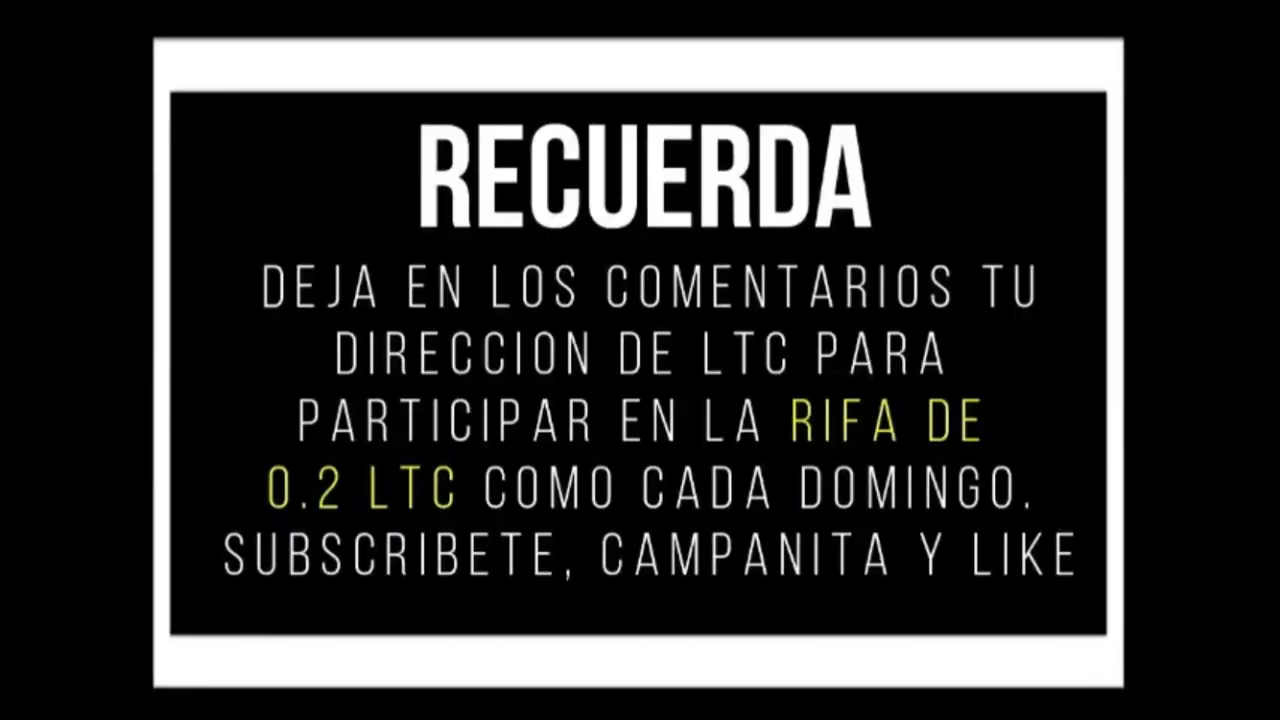 RECUERDA
DEJA EN LOS COMENTARIOS TU
DIRECCION DE LTC PARA
PARTICIPAR EN LA RIFA DE
0.2 LTC COMO CADA DOMINGO.
SUBSCRIBETE, CAMPANITA Y LIKE